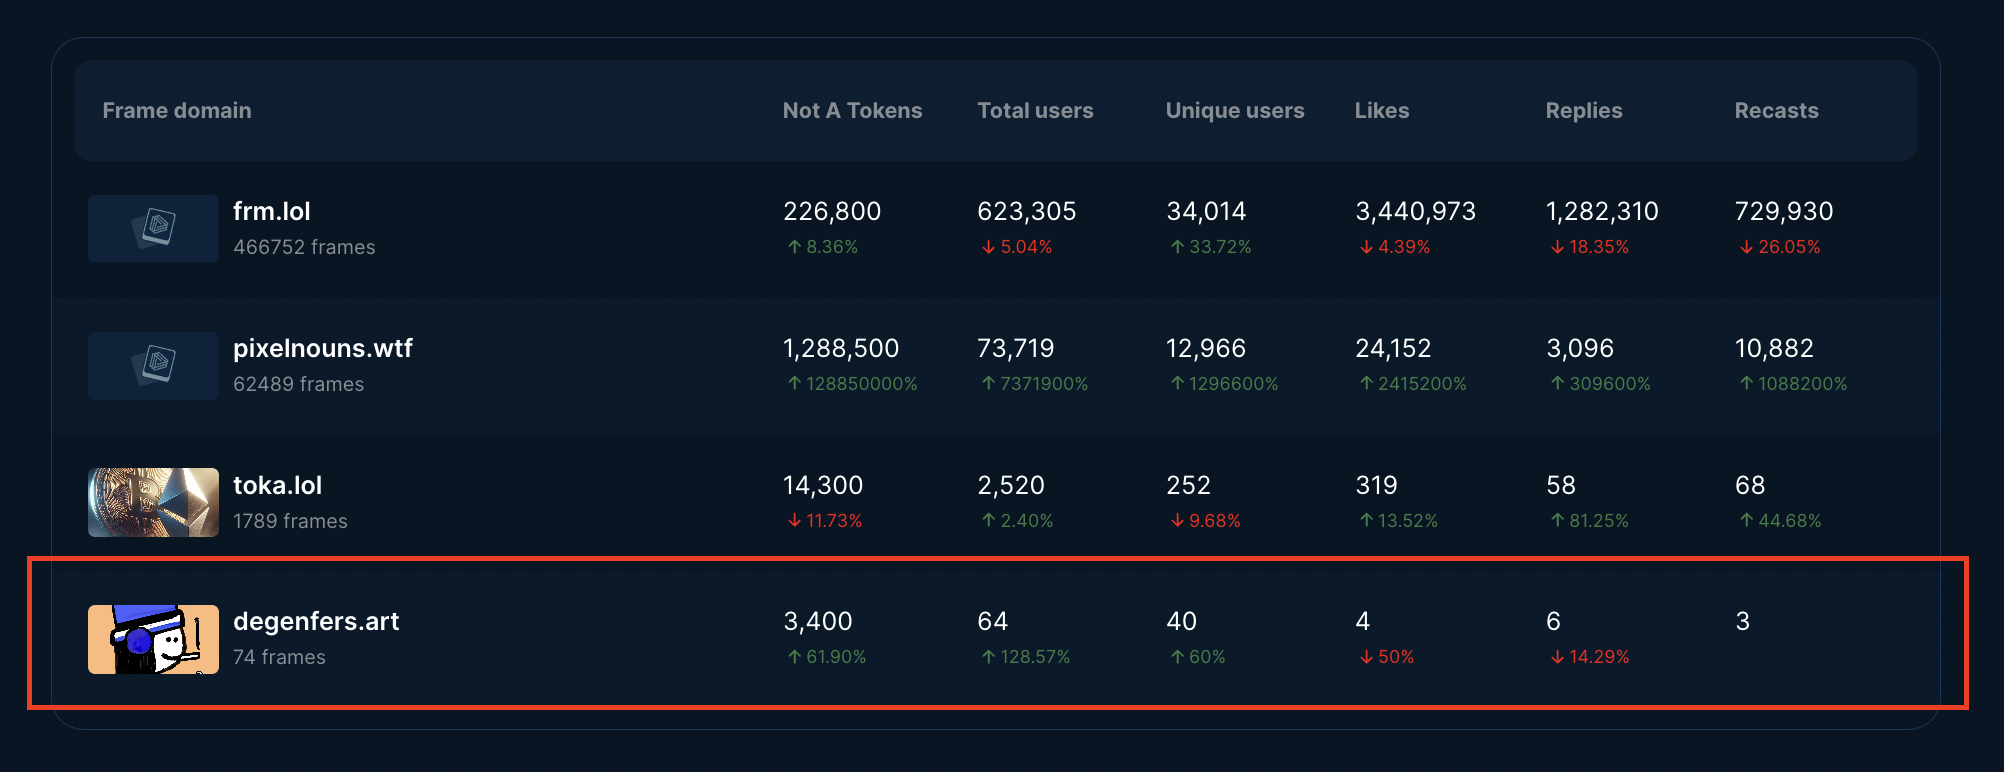 Frame domain Not A Tokens Total users Unique users Likes Replies Recasts
frm.lol 226,800 623,305 34,014 3,440,973 1,282,310 729,930
466752 frames ↑ 8.36% ↓ 5.04% ↑ 33.72% ↓ 4.39% ↓ 18.35% ↓ 26.05%
pixelnouns.wtf 1,288,500 73,719 12,966 24,152 3,096 10,882
62489 frames ↑ 128850000% ↑ 7371900% ↑ 1296600% ↑ 2415200% ↑ 309600% ↑ 1088200%
toka.lol 14,300 2,520 252 319 58 68
1789 frames ↓ 11.73% ↑ 2.40% ↓ 9.68% ↑ 13.52% ↑ 81.25% ↑ 44.68%
degenfers.art 3,400 64 40 4 6 3
74 frames ↑ 61.90% ↑ 128.57% ↑ 60% ↓ 50% ↓ 14.29%